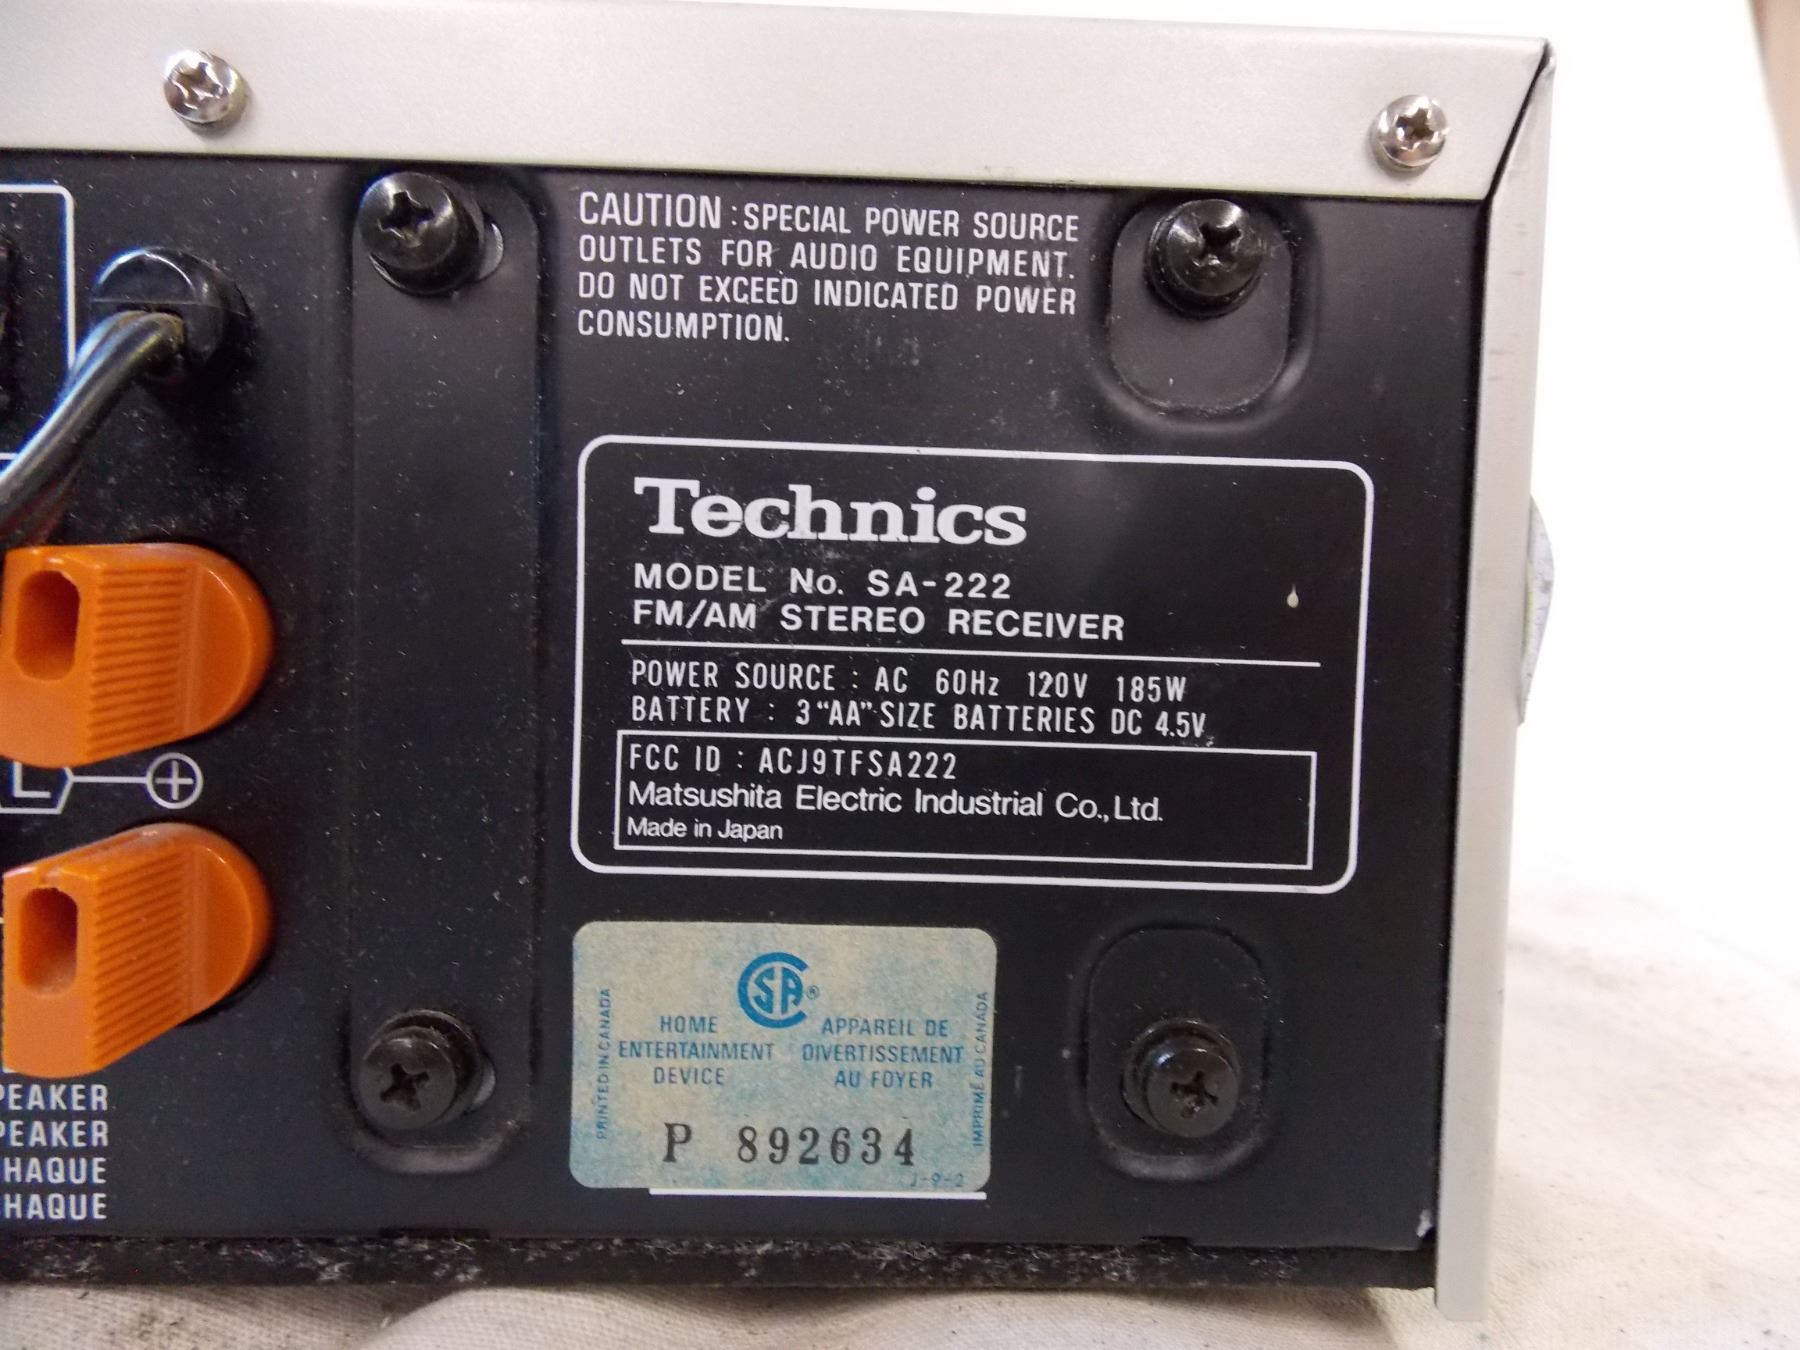 CAUTION : SPECIAL POWER SOURCE
OUTLETS FOR AUDIO EQUIPMENT.
DO NOT EXCEED INDICATED POWER
CONSUMPTION.
Technics
MODEL No. SA-222
FM/AM STEREO RECEIVER
POWER SOURCE : AC 60Hz 120V 185W
BATTERY : 3 "AA"-SIZE BATTERIES DC 4.5V
FCC ID : ACJ9TFSA222
Matsushita Electric Industrial Co., Ltd.
Made in Japan
L
+
PEAKER
PEAKER
HAQUE
HAQUE
CSA®
HOME
ENTERTAINMENT
DEVICE
APPAREIL DE
DIVERTISSEMENT
AU FOYER
PRINTED IN CANADA
IMPRIMÉ AU CANADA
P 892634
J-9-2